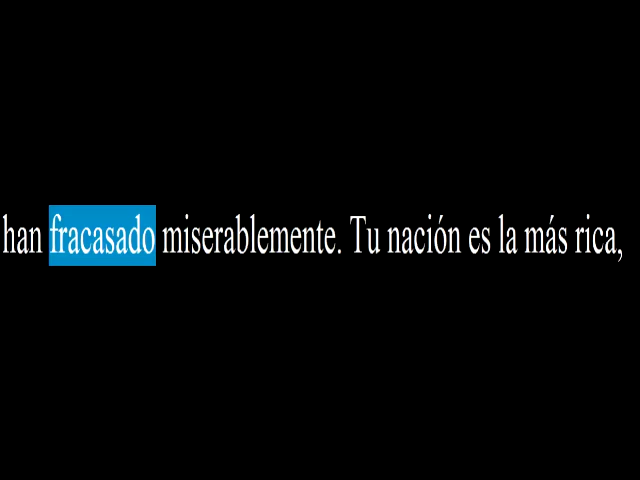 han fracasado miserablemente. Tu nación es la más rica,